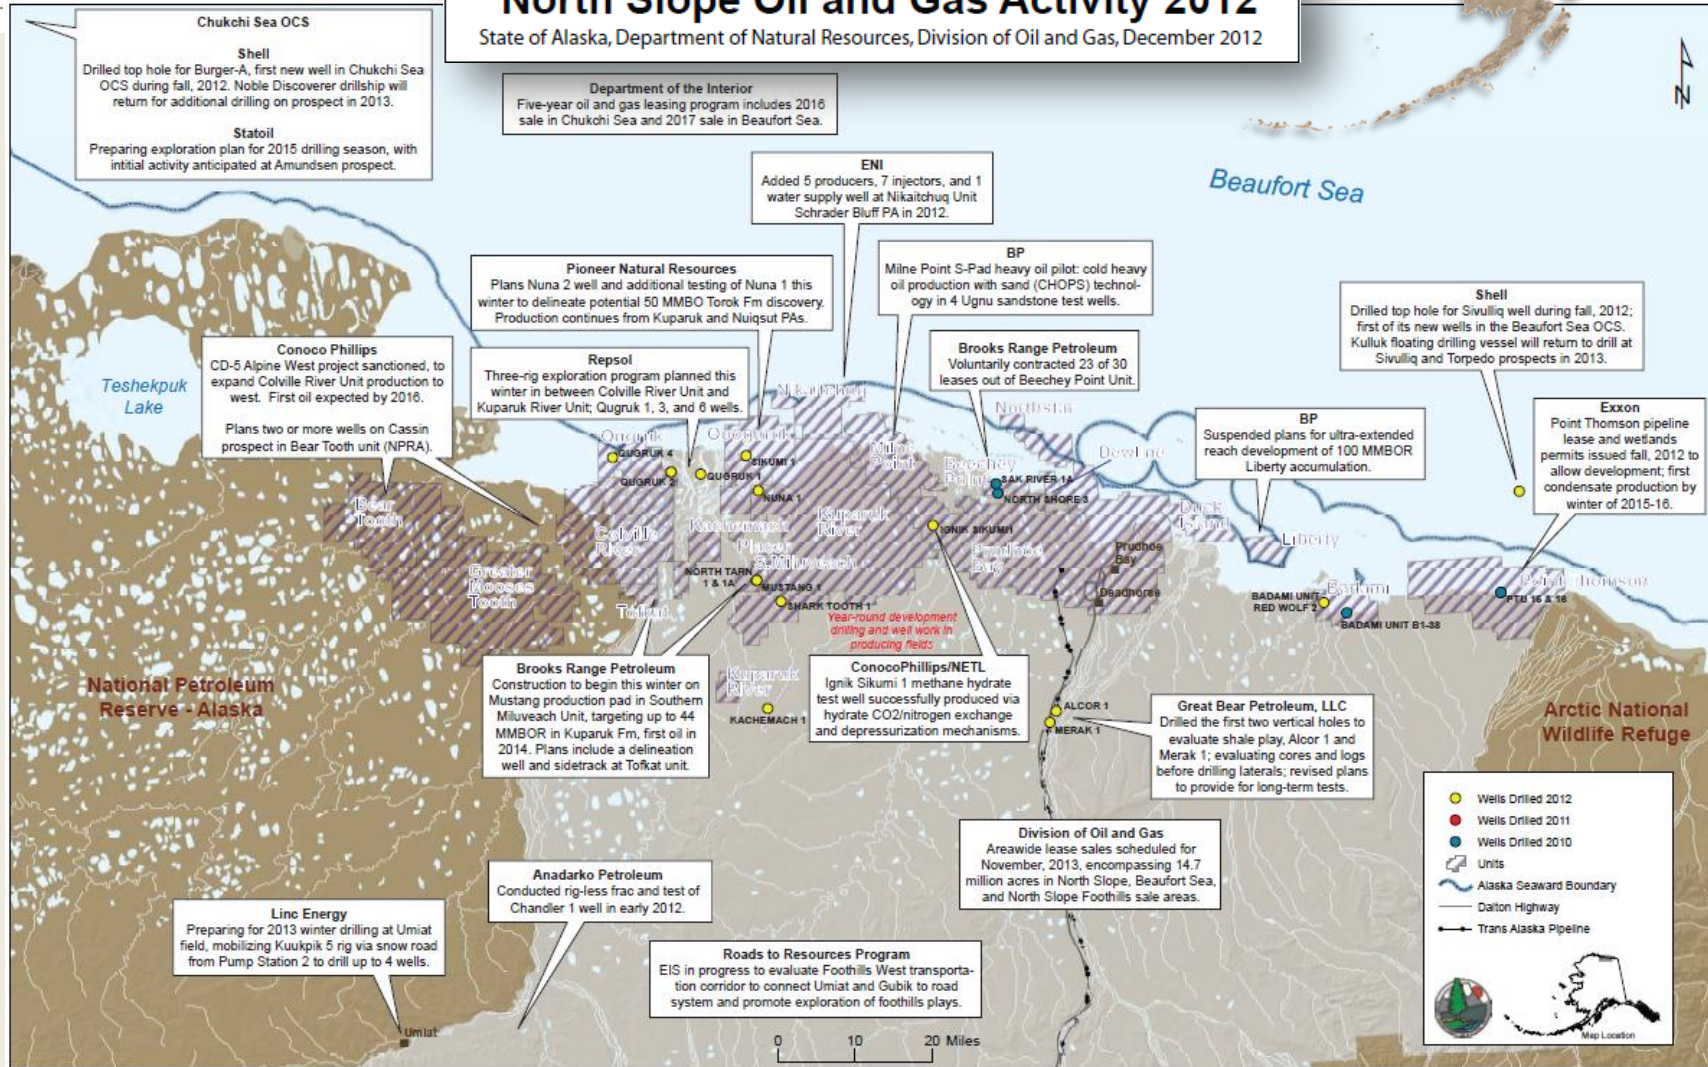 North Slope Oil and Gas Activity 2012
State of Alaska, Department of Natural Resources, Division of Oil and Gas, December 2012
Chukchi Sea OCS
Shell
Drilled top hole for Burger-A, first new well in Chukchi Sea
OCS during fall, 2012. Noble Discoverer drillship will
return for additional drilling on prospect in 2013.
Statoil
Preparing exploration plan for 2015 drilling season, with
intitial activity anticipated at Amundsen prospect.
Department of the Interior
Five-year oil and gas leasing program includes 2016
sale in Chukchi Sea and 2017 sale in Beaufort Sea.
N
Beaufort Sea
ENI
Added 5 producers, 7 injectors, and 1
water supply well at Nikaitchuq Unit
Schrader Bluff PA in 2012.
BP
Milne Point S-Pad heavy oil pilot: cold heavy
oil production with sand (CHOPS) technol-
ogy in 4 Ugnu sandstone test wells.
Pioneer Natural Resources
Plans Nuna 2 well and additional testing of Nuna 1 this
winter to delineate potential 50 MMBO Torok Fm discovery.
Production continues from Kuparuk and Nuiqsut PAs.
Shell
Drilled top hole for Sivulliq well during fall, 2012;
first of its new wells in the Beaufort Sea OCS.
Kulluk floating drilling vessel will return to drill at
Sivulliq and Torpedo prospects in 2013.
Conoco Phillips
CD-5 Alpine West project sanctioned, to
expand Colville River Unit production to
west. First oil expected by 2016.
Plans two or more wells on Cassin
prospect in Bear Tooth unit (NPRA).
Repsol
Three-rig exploration program planned this
winter in between Colville River Unit and
Kuparuk River Unit; Qugruk 1, 3, and 6 wells.
Brooks Range Petroleum
Voluntarily contracted 23 of 30
leases out of Beechey Point Unit.
BP
Suspended plans for ultra-extended
reach development of 100 MMBOR
Liberty accumulation.
Exxon
Point Thomson pipeline
lease and wetlands
permits issued fall, 2012 to
allow development; first
condensate production by
winter of 2015-16.
Teshekpuk
Lake
Nikaitchuq
Northstar
Qugruk
Oooguruk
Milne
Point
Beechey
Point
Dewline
QUGRUK 4
QUGRUK 2
QUGRUK 1
SIKUMI 1
NUNA 1
SAK RIVER 1A
NORTH SHORE 3
Bear
Tooth
Colville
River
Kachemach
Kuparuk
River
Placer
S.Miluveach
IGNIK SIKUMI1
Prudhoe
Bay
Prudhoe
Bay
Deadhorse
Duck
Island
Liberty
Greater
Mooses
Tooth
Tofkat
NORTH TARN
1 & 1A
MUSTANG 1
SHARK TOOTH 1
Year-round development
drilling and well work in
producing fields
BADAMI UNIT
RED WOLF 2
Badami
BADAMI UNIT B1-38
Point Thomson
PTU 15 & 16
National Petroleum
Reserve - Alaska
Brooks Range Petroleum
Construction to begin this winter on
Mustang production pad in Southern
Miluveach Unit, targeting up to 44
MMBOR in Kuparuk Fm, first oil in
2014. Plans include a delineation
well and sidetrack at Tofkat unit.
Kuparuk
River
KACHEMACH 1
ConocoPhillips/NETL
Ignik Sikumi 1 methane hydrate
test well successfully produced via
hydrate CO2/nitrogen exchange
and depressurization mechanisms.
ALCOR 1
MERAK 1
Great Bear Petroleum, LLC
Drilled the first two vertical holes to
evaluate shale play, Alcor 1 and
Merak 1; evaluating cores and logs
before drilling laterals; revised plans
to provide for long-term tests.
Arctic National
Wildlife Refuge
Wells Drilled 2012
Wells Drilled 2011
Wells Drilled 2010
Units
Alaska Seaward Boundary
Dalton Highway
Trans Alaska Pipeline
Map Location
Division of Oil and Gas
Areawide lease sales scheduled for
November, 2013, encompassing 14.7
million acres in North Slope, Beaufort Sea,
and North Slope Foothills sale areas.
Anadarko Petroleum
Conducted rig-less frac and test of
Chandler 1 well in early 2012.
Linc Energy
Preparing for 2013 winter drilling at Umiat
field, mobilizing Kuukpik 5 rig via snow road
from Pump Station 2 to drill up to 4 wells.
Roads to Resources Program
EIS in progress to evaluate Foothills West transporta-
tion corridor to connect Umiat and Gubik to road
system and promote exploration of foothills plays.
Umiat
0 10 20 Miles